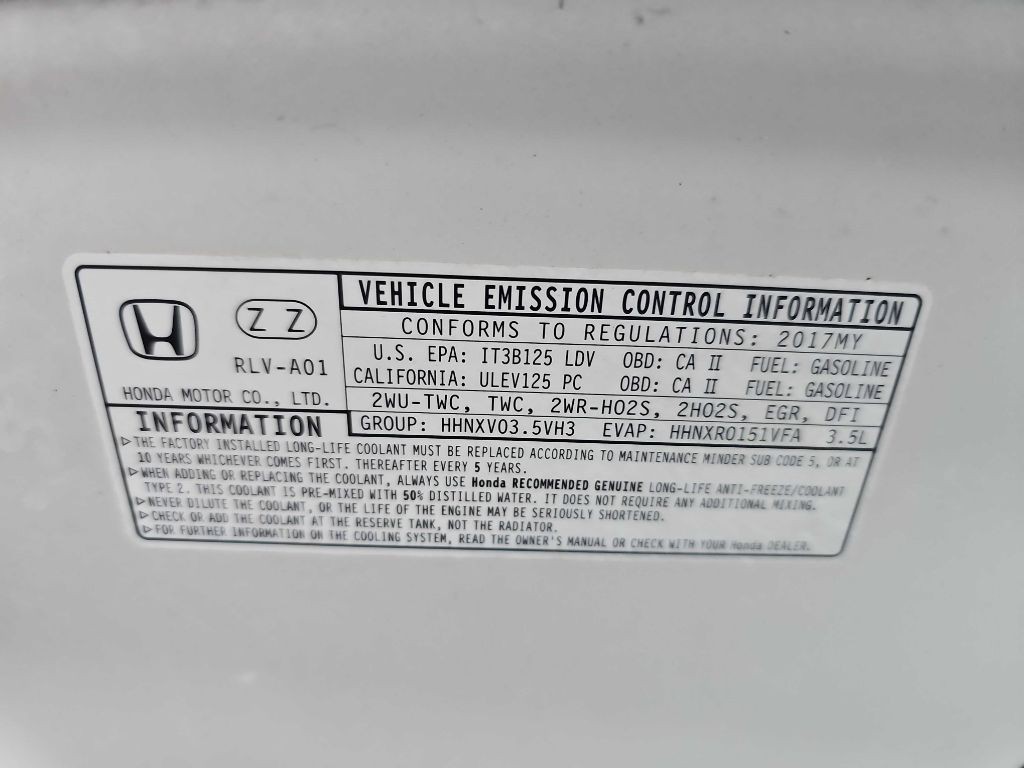 Z Z
RLV-A01
HONDA MOTOR CO., LTD.
VEHICLE EMISSION CONTROL INFORMATION
CONFORMS TO REGULATIONS: 2017MY
U.S. EPA: IT3B125 LDV OBD: CA II FUEL: GASOLINE
CALIFORNIA: ULEV125 PC OBD: CA II FUEL: GASOLINE
2WU-TWC, TWC, 2WR-HO2S, 2HO2S, EGR, DFI
GROUP: HHNXV03.5VH3 EVAP: HHNXR0151VFA 3.5L
INFORMATION
▷THE FACTORY INSTALLED LONG-LIFE COOLANT MUST BE REPLACED ACCORDING TO MAINTENANCE MINDER SUB CODE 5, OR AT
10 YEARS WHICHEVER COMES FIRST. THEREAFTER EVERY 5 YEARS.
▷WHEN ADDING OR REPLACING THE COOLANT, ALWAYS USE Honda RECOMMENDED GENUINE LONG-LIFE ANTI-FREEZE/COOLANT
TYPE 2. THIS COOLANT IS PRE-MIXED WITH 50% DISTILLED WATER. IT DOES NOT REQUIRE ANY ADDITIONAL MIXING.
▷NEVER DILUTE THE COOLANT, OR THE LIFE OF THE ENGINE MAY BE SERIOUSLY SHORTENED.
▷CHECK OR ADD THE COOLANT AT THE RESERVE TANK, NOT THE RADIATOR.
▷FOR FURTHER INFORMATION ON THE COOLING SYSTEM, READ THE OWNER'S MANUAL OR CHECK WITH YOUR Honda DEALER.